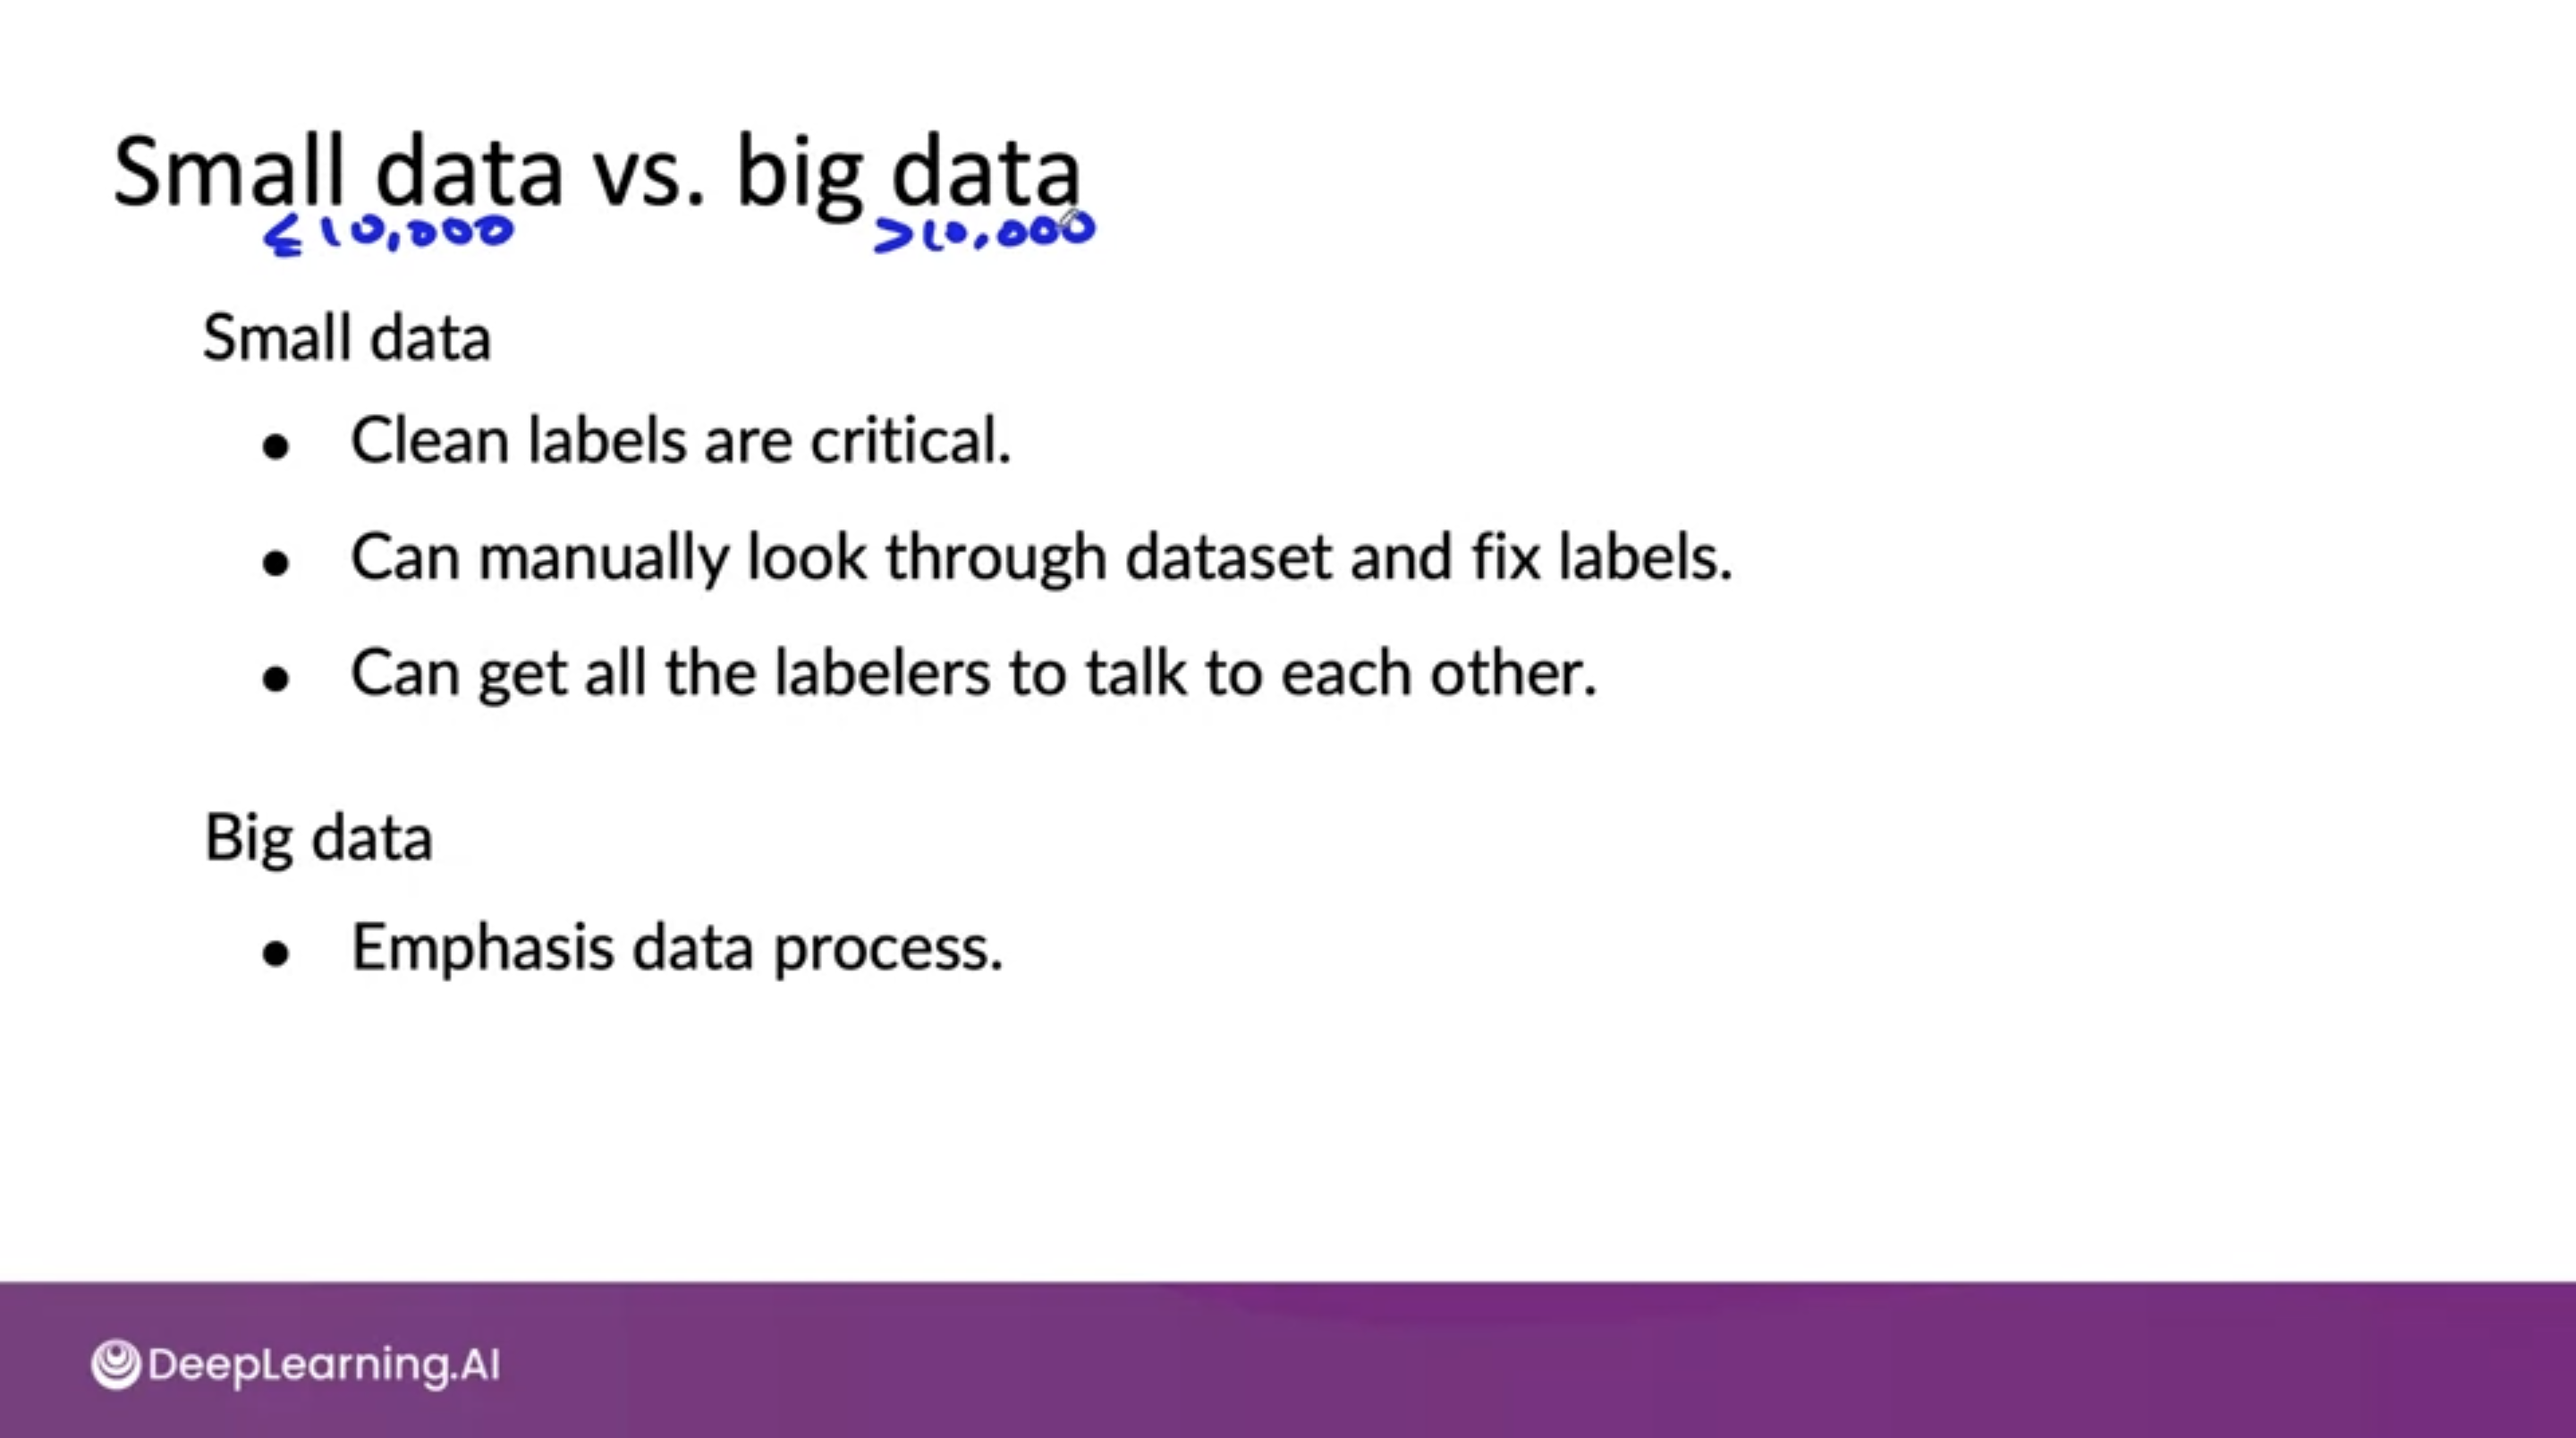 Small data vs. big data
≤ 10,000 >10,000
Small data
● Clean labels are critical.
● Can manually look through dataset and fix labels.
● Can get all the labelers to talk to each other.
Big data
● Emphasis data process.
DeepLearning.AI